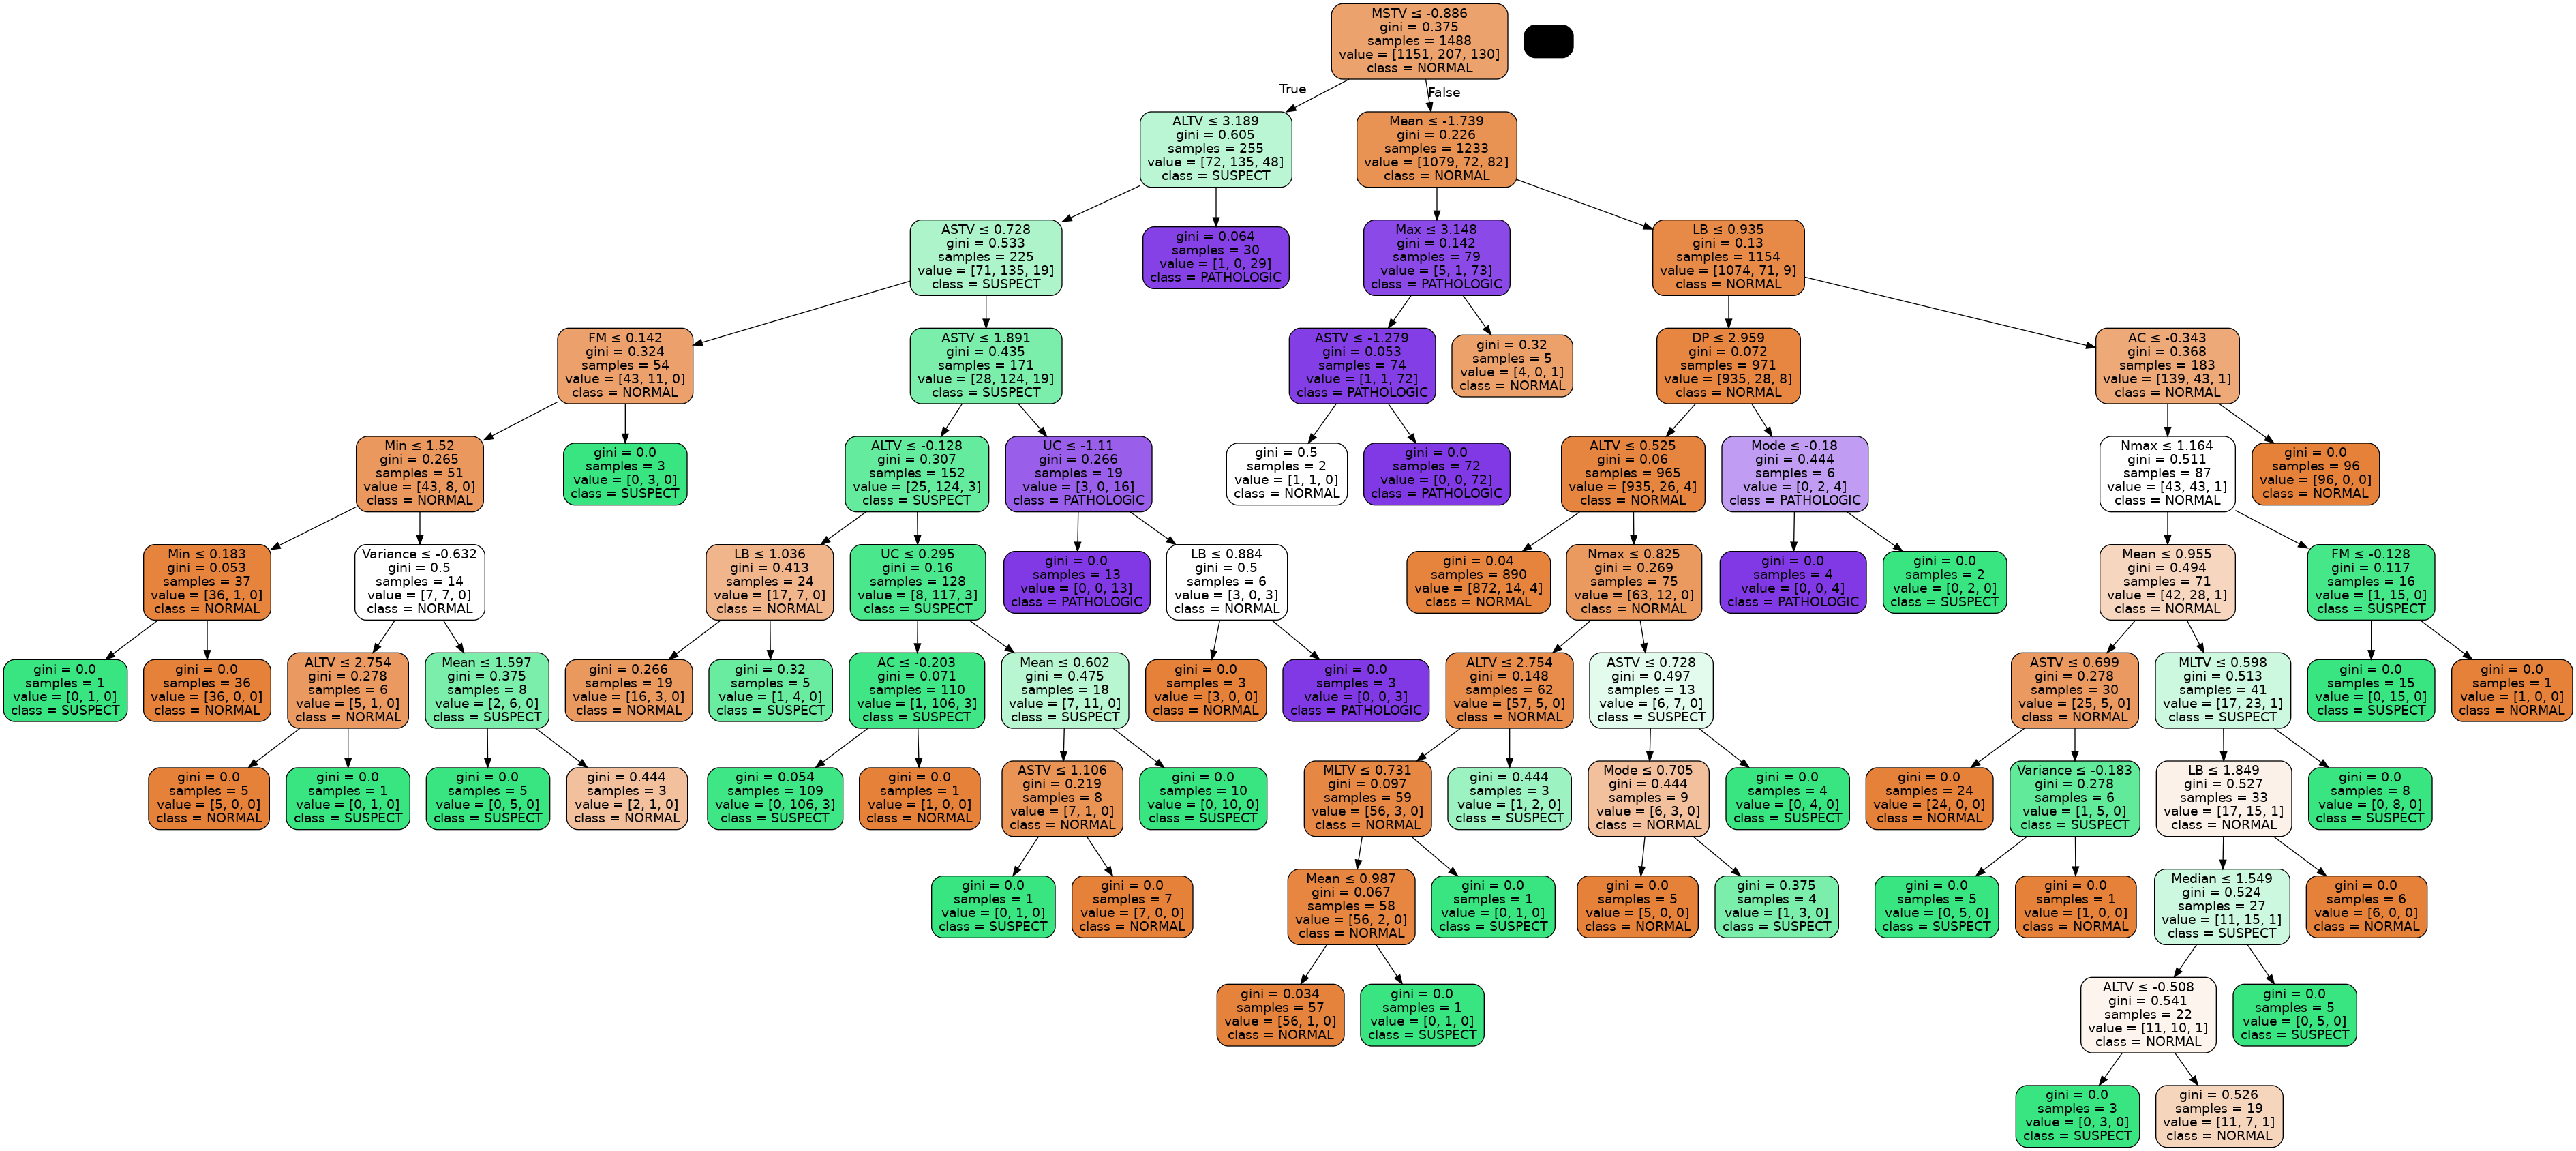 MSTV ≤ -0.886
gini = 0.375
samples = 1488
value = [1151, 207, 130]
class = NORMAL
True
False
ALTV ≤ 3.189
gini = 0.605
samples = 255
value = [72, 135, 48]
class = SUSPECT
Mean ≤ -1.739
gini = 0.226
samples = 1233
value = [1079, 72, 82]
class = NORMAL
ASTV ≤ 0.728
gini = 0.533
samples = 225
value = [71, 135, 19]
class = SUSPECT
gini = 0.064
samples = 30
value = [1, 0, 29]
class = PATHOLOGIC
Max ≤ 3.148
gini = 0.142
samples = 79
value = [5, 1, 73]
class = PATHOLOGIC
LB ≤ 0.935
gini = 0.13
samples = 1154
value = [1074, 71, 9]
class = NORMAL
FM ≤ 0.142
gini = 0.324
samples = 54
value = [43, 11, 0]
class = NORMAL
ASTV ≤ 1.891
gini = 0.435
samples = 171
value = [28, 124, 19]
class = SUSPECT
ASTV ≤ -1.279
gini = 0.053
samples = 74
value = [1, 1, 72]
class = PATHOLOGIC
gini = 0.32
samples = 5
value = [4, 0, 1]
class = NORMAL
DP ≤ 2.959
gini = 0.072
samples = 971
value = [935, 28, 8]
class = NORMAL
AC ≤ -0.343
gini = 0.368
samples = 183
value = [139, 43, 1]
class = NORMAL
Min ≤ 1.52
gini = 0.265
samples = 51
value = [43, 8, 0]
class = NORMAL
gini = 0.0
samples = 3
value = [0, 3, 0]
class = SUSPECT
ALTV ≤ -0.128
gini = 0.307
samples = 152
value = [25, 124, 3]
class = SUSPECT
UC ≤ -1.11
gini = 0.266
samples = 19
value = [3, 0, 16]
class = PATHOLOGIC
gini = 0.5
samples = 2
value = [1, 1, 0]
class = NORMAL
gini = 0.0
samples = 72
value = [0, 0, 72]
class = PATHOLOGIC
ALTV ≤ 0.525
gini = 0.06
samples = 965
value = [935, 26, 4]
class = NORMAL
Mode ≤ -0.18
gini = 0.444
samples = 6
value = [0, 2, 4]
class = PATHOLOGIC
Nmax ≤ 1.164
gini = 0.511
samples = 87
value = [43, 43, 1]
class = NORMAL
gini = 0.0
samples = 96
value = [96, 0, 0]
class = NORMAL
Min ≤ 0.183
gini = 0.053
samples = 37
value = [36, 1, 0]
class = NORMAL
Variance ≤ -0.632
gini = 0.5
samples = 14
value = [7, 7, 0]
class = NORMAL
LB ≤ 1.036
gini = 0.413
samples = 24
value = [17, 7, 0]
class = NORMAL
UC ≤ 0.295
gini = 0.16
samples = 128
value = [8, 117, 3]
class = SUSPECT
gini = 0.0
samples = 13
value = [0, 0, 13]
class = PATHOLOGIC
LB ≤ 0.884
gini = 0.5
samples = 6
value = [3, 0, 3]
class = NORMAL
gini = 0.04
samples = 890
value = [872, 14, 4]
class = NORMAL
Nmax ≤ 0.825
gini = 0.269
samples = 75
value = [63, 12, 0]
class = NORMAL
gini = 0.0
samples = 4
value = [0, 0, 4]
class = PATHOLOGIC
gini = 0.0
samples = 2
value = [0, 2, 0]
class = SUSPECT
Mean ≤ 0.955
gini = 0.494
samples = 71
value = [42, 28, 1]
class = NORMAL
FM ≤ -0.128
gini = 0.117
samples = 16
value = [1, 15, 0]
class = SUSPECT
gini = 0.0
samples = 1
value = [0, 1, 0]
class = SUSPECT
gini = 0.0
samples = 36
value = [36, 0, 0]
class = NORMAL
ALTV ≤ 2.754
gini = 0.278
samples = 6
value = [5, 1, 0]
class = NORMAL
Mean ≤ 1.597
gini = 0.375
samples = 8
value = [2, 6, 0]
class = SUSPECT
gini = 0.266
samples = 19
value = [16, 3, 0]
class = NORMAL
gini = 0.32
samples = 5
value = [1, 4, 0]
class = SUSPECT
AC ≤ -0.203
gini = 0.071
samples = 110
value = [1, 106, 3]
class = SUSPECT
Mean ≤ 0.602
gini = 0.475
samples = 18
value = [7, 11, 0]
class = SUSPECT
gini = 0.0
samples = 3
value = [3, 0, 0]
class = NORMAL
gini = 0.0
samples = 3
value = [0, 0, 3]
class = PATHOLOGIC
ALTV ≤ 2.754
gini = 0.148
samples = 62
value = [57, 5, 0]
class = NORMAL
ASTV ≤ 0.728
gini = 0.497
samples = 13
value = [6, 7, 0]
class = SUSPECT
ASTV ≤ 0.699
gini = 0.278
samples = 30
value = [25, 5, 0]
class = NORMAL
MLTV ≤ 0.598
gini = 0.513
samples = 41
value = [17, 23, 1]
class = SUSPECT
gini = 0.0
samples = 15
value = [0, 15, 0]
class = SUSPECT
gini = 0.0
samples = 1
value = [1, 0, 0]
class = NORMAL
gini = 0.0
samples = 5
value = [5, 0, 0]
class = NORMAL
gini = 0.0
samples = 1
value = [0, 1, 0]
class = SUSPECT
gini = 0.0
samples = 5
value = [0, 5, 0]
class = SUSPECT
gini = 0.444
samples = 3
value = [2, 1, 0]
class = NORMAL
gini = 0.054
samples = 109
value = [0, 106, 3]
class = SUSPECT
gini = 0.0
samples = 1
value = [1, 0, 0]
class = NORMAL
ASTV ≤ 1.106
gini = 0.219
samples = 8
value = [7, 1, 0]
class = NORMAL
gini = 0.0
samples = 10
value = [0, 10, 0]
class = SUSPECT
MLTV ≤ 0.731
gini = 0.097
samples = 59
value = [56, 3, 0]
class = NORMAL
gini = 0.444
samples = 3
value = [1, 2, 0]
class = SUSPECT
Mode ≤ 0.705
gini = 0.444
samples = 9
value = [6, 3, 0]
class = NORMAL
gini = 0.0
samples = 4
value = [0, 4, 0]
class = SUSPECT
gini = 0.0
samples = 24
value = [24, 0, 0]
class = NORMAL
Variance ≤ -0.183
gini = 0.278
samples = 6
value = [1, 5, 0]
class = SUSPECT
LB ≤ 1.849
gini = 0.527
samples = 33
value = [17, 15, 1]
class = NORMAL
gini = 0.0
samples = 8
value = [0, 8, 0]
class = SUSPECT
gini = 0.0
samples = 1
value = [0, 1, 0]
class = SUSPECT
gini = 0.0
samples = 7
value = [7, 0, 0]
class = NORMAL
Mean ≤ 0.987
gini = 0.067
samples = 58
value = [56, 2, 0]
class = NORMAL
gini = 0.0
samples = 1
value = [0, 1, 0]
class = SUSPECT
gini = 0.0
samples = 5
value = [5, 0, 0]
class = NORMAL
gini = 0.375
samples = 4
value = [1, 3, 0]
class = SUSPECT
gini = 0.0
samples = 5
value = [0, 5, 0]
class = SUSPECT
gini = 0.0
samples = 1
value = [1, 0, 0]
class = NORMAL
Median ≤ 1.549
gini = 0.524
samples = 27
value = [11, 15, 1]
class = SUSPECT
gini = 0.0
samples = 6
value = [6, 0, 0]
class = NORMAL
gini = 0.034
samples = 57
value = [56, 1, 0]
class = NORMAL
gini = 0.0
samples = 1
value = [0, 1, 0]
class = SUSPECT
ALTV ≤ -0.508
gini = 0.541
samples = 22
value = [11, 10, 1]
class = NORMAL
gini = 0.0
samples = 5
value = [0, 5, 0]
class = SUSPECT
gini = 0.0
samples = 3
value = [0, 3, 0]
class = SUSPECT
gini = 0.526
samples = 19
value = [11, 7, 1]
class = NORMAL